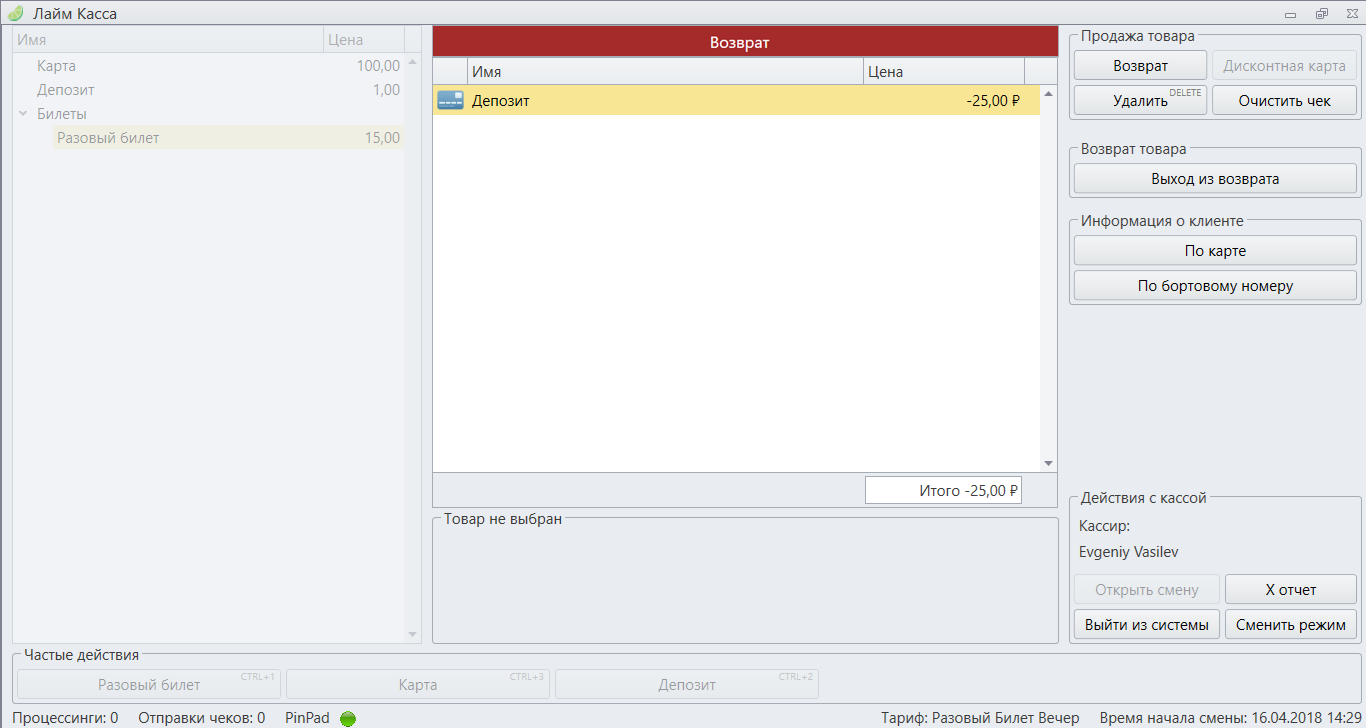 Лайм Касса
Имя Цена
Карта 100,00
Депозит 1,00
Билеты
Разовый билет 15,00
Возврат
Имя Цена
Депозит -25,00 ₽
Итого -25,00 ₽
Товар не выбран
Продажа товара
Возврат Дисконтная карта
Удалить DELETE Очистить чек
Возврат товара
Выход из возврата
Информация о клиенте
По карте
По бортовому номеру
Действия с кассой
Кассир:
Evgeniy Vasilev
Открыть смену X отчет
Выйти из системы Сменить режим
Частые действия
Разовый билет CTRL+1 Карта CTRL+3 Депозит CTRL+2
Процессинги: 0 Отправки чеков: 0 PinPad Тариф: Разовый Билет Вечер Время начала смены: 16.04.2018 14:29